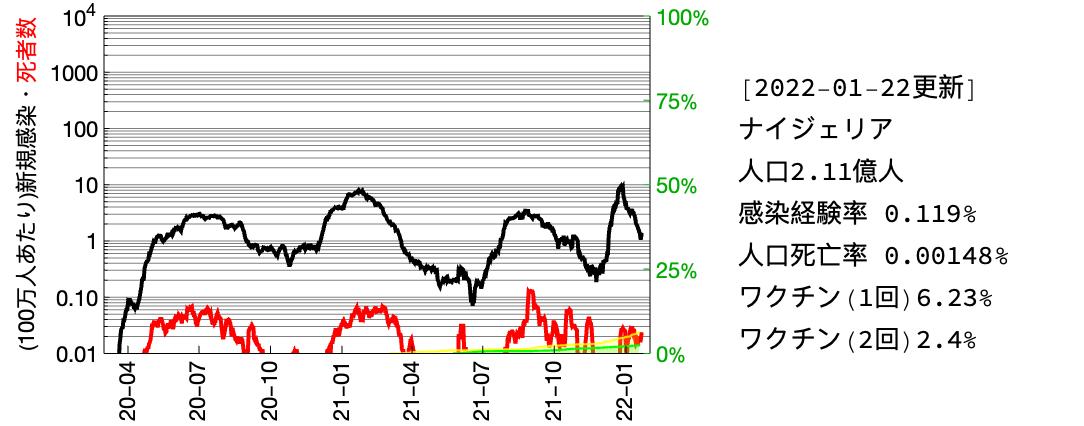 (100万人あたり)新規感染・死者数
10⁴
1000
100
10
1
0.10
0.01
100%
75%
50%
25%
0%
20-04
20-07
20-10
21-01
21-04
21-07
21-10
22-01
[2022-01-22更新]
ナイジェリア
人口2.11億人
感染経験率 0.119%
人口死亡率 0.00148%
ワクチン(1回)6.23%
ワクチン(2回)2.4%